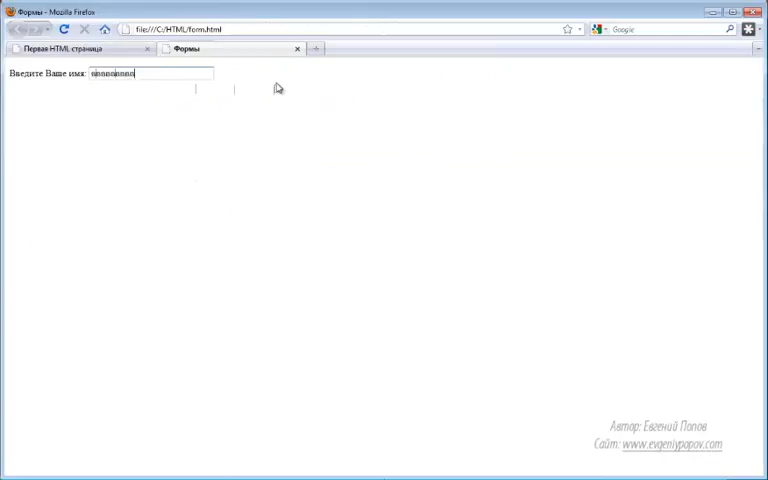 Формы - Mozilla Firefox
file:///C:/HTML/form.html
Google
Первая HTML страница
Формы
Введите Ваше имя:
Автор: Евгений Попов
Сайт: www.evgeniypopov.com